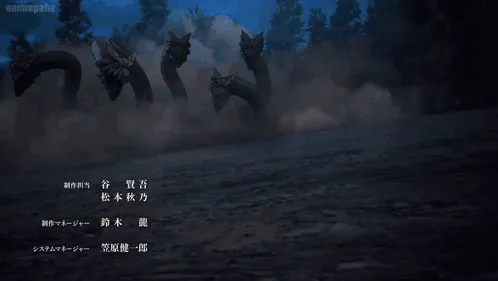 animepahe
制作担当 谷 賢吾
松本秋乃
制作マネージャー 鈴木 龍
システムマネージャー 笠原健一郎